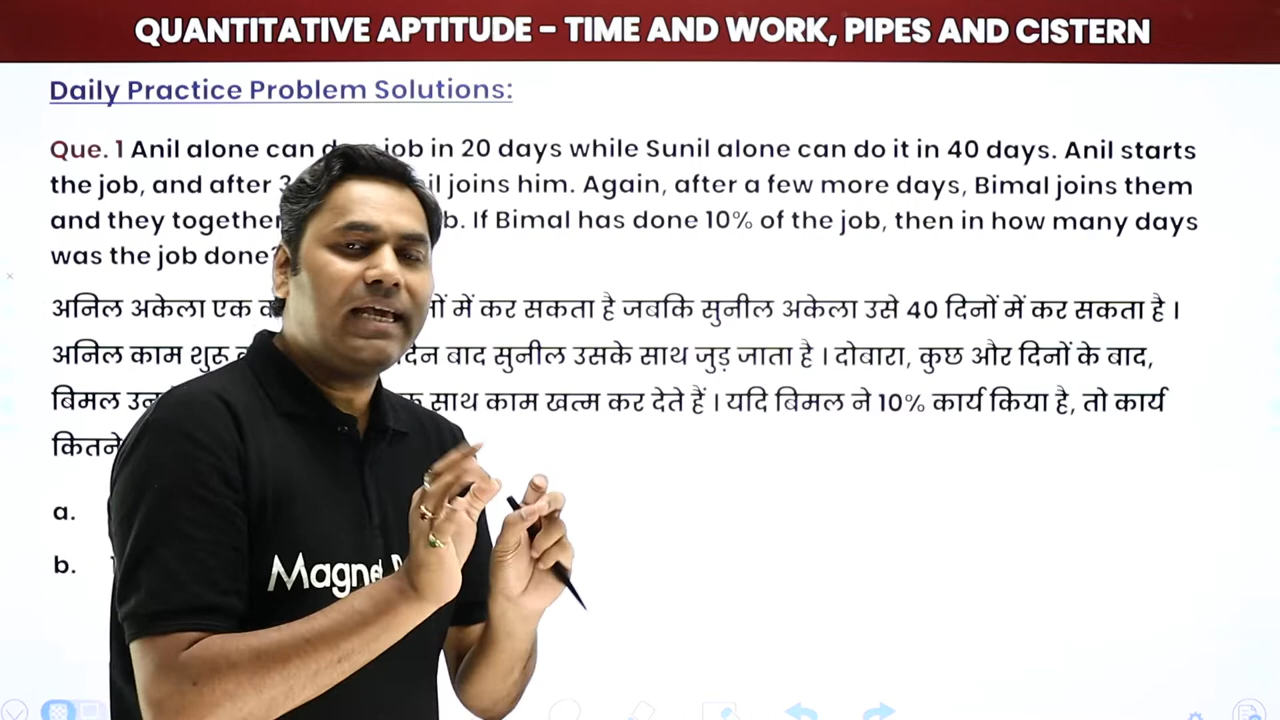 QUANTITATIVE APTITUDE - TIME AND WORK, PIPES AND CISTERN
Daily Practice Problem Solutions:
Que. 1 Anil alone can job in 20 days while Sunil alone can do it in 40 days. Anil starts
the job, and after 3 joins him. Again, after a few more days, Bimal joins them
and they together If Bimal has done 10% of the job, then in how many days
was the job done?
अनिल अकेला एक में कर सकता है जबकि सुनील अकेला उसे 40 दिनों में कर सकता है ।
अनिल काम शुरू बाद सुनील उसके साथ जुड़ जाता है । दोबारा, कुछ और दिनों के बाद,
बिमल साथ काम खत्म कर देते हैं । यदि बिमल ने 10% कार्य किया है, तो कार्य
कितने
a.
b.
Magnet